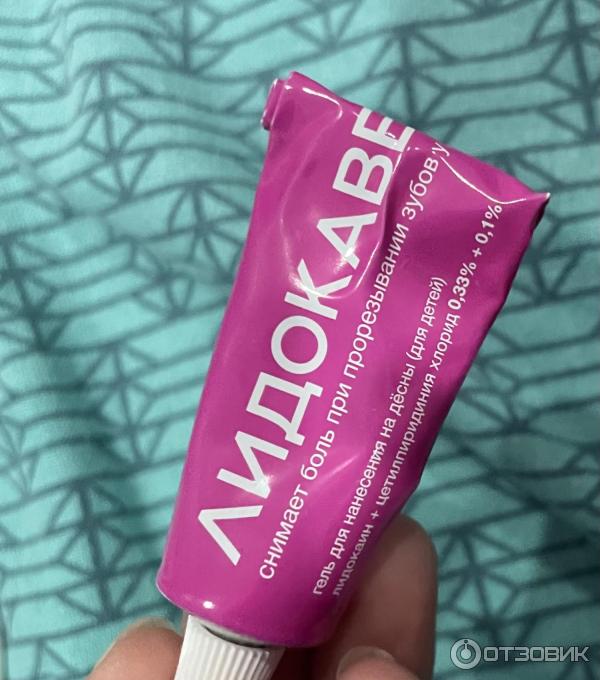 ЛИДОКАВЕ
снимает боль при прорезывании зубов у
гель для нанесения на дёсны (для детей)
лидокаин + цетилпиридиния хлорид 0,33% + 0,1%
ОТЗОВИК